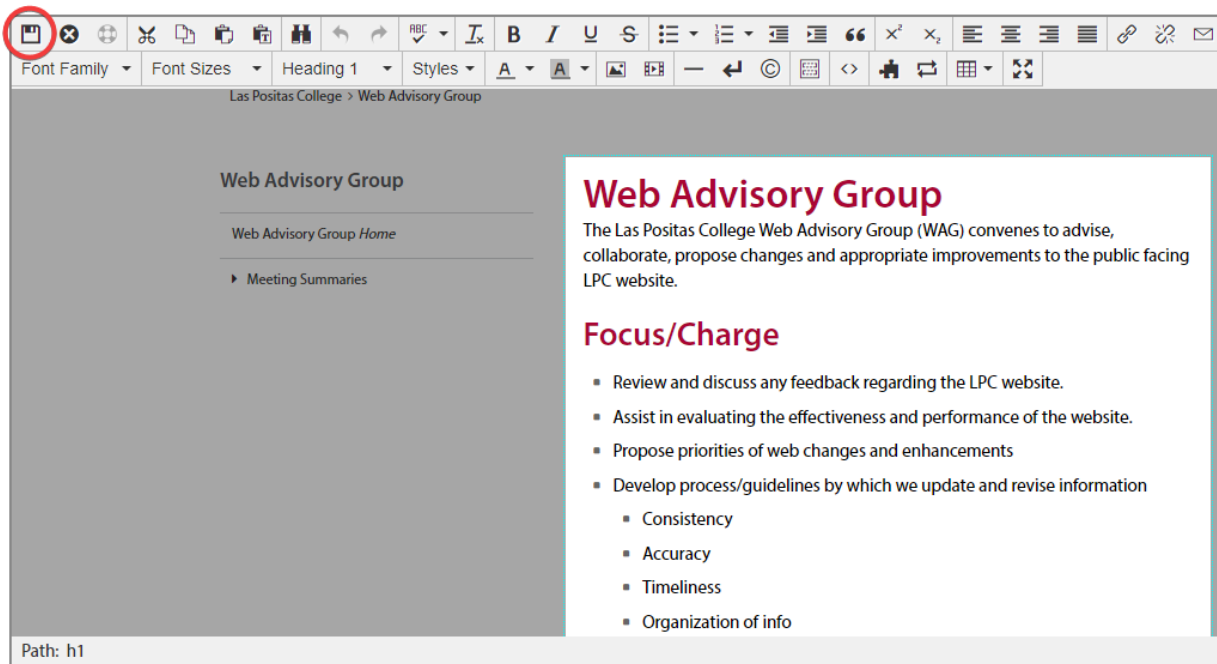 ABC
Tx B I U S x² x₂
Font Family Font Sizes Heading 1 Styles A A ©
Las Positas College > Web Advisory Group
Web Advisory Group
Web Advisory Group Home
Meeting Summaries
Web Advisory Group
The Las Positas College Web Advisory Group (WAG) convenes to advise,
collaborate, propose changes and appropriate improvements to the public facing
LPC website.
Focus/Charge
Review and discuss any feedback regarding the LPC website.
Assist in evaluating the effectiveness and performance of the website.
Propose priorities of web changes and enhancements
Develop process/guidelines by which we update and revise information
Consistency
Accuracy
Timeliness
Organization of info
Path: h1